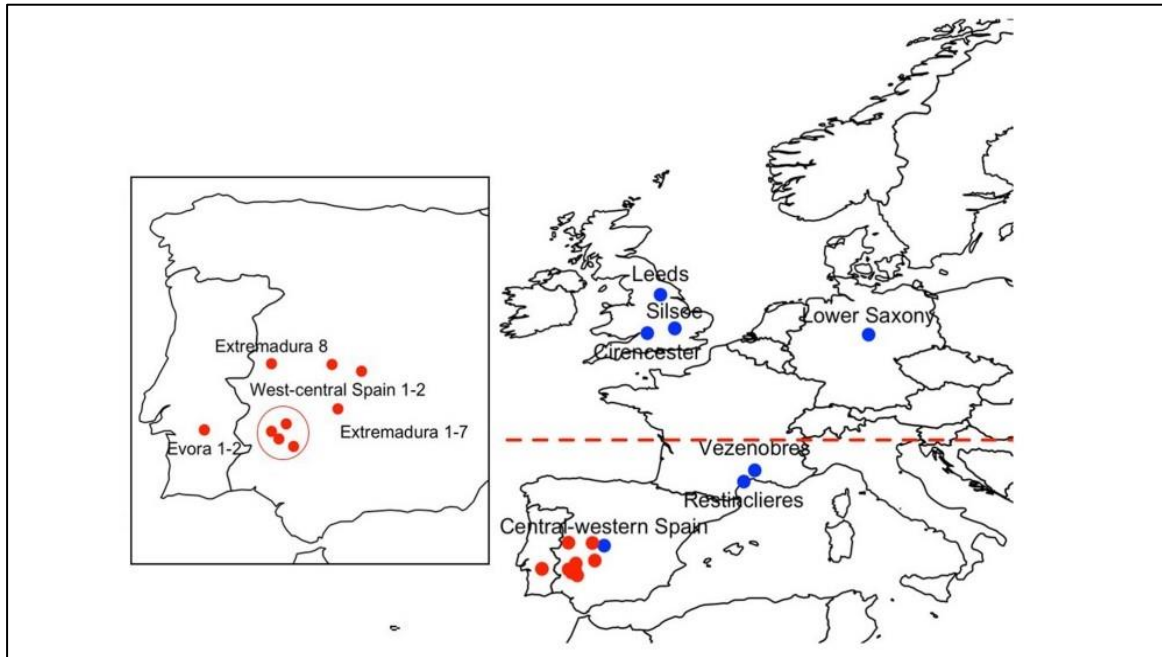 Extremadura 8
West-central Spain 1-2
Extremadura 1-7
Evora 1-2
Leeds
Silsoe
Cirencester
Lower Saxony
Vezenobres
Restinclieres
Central-western Spain